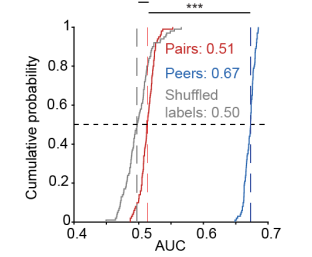 ***
1
0.8
0.6
0.4
0.2
0
Cumulative probability
Pairs: 0.51
Peers: 0.67
Shuffled
labels: 0.50
0.4
0.5
0.6
0.7
AUC